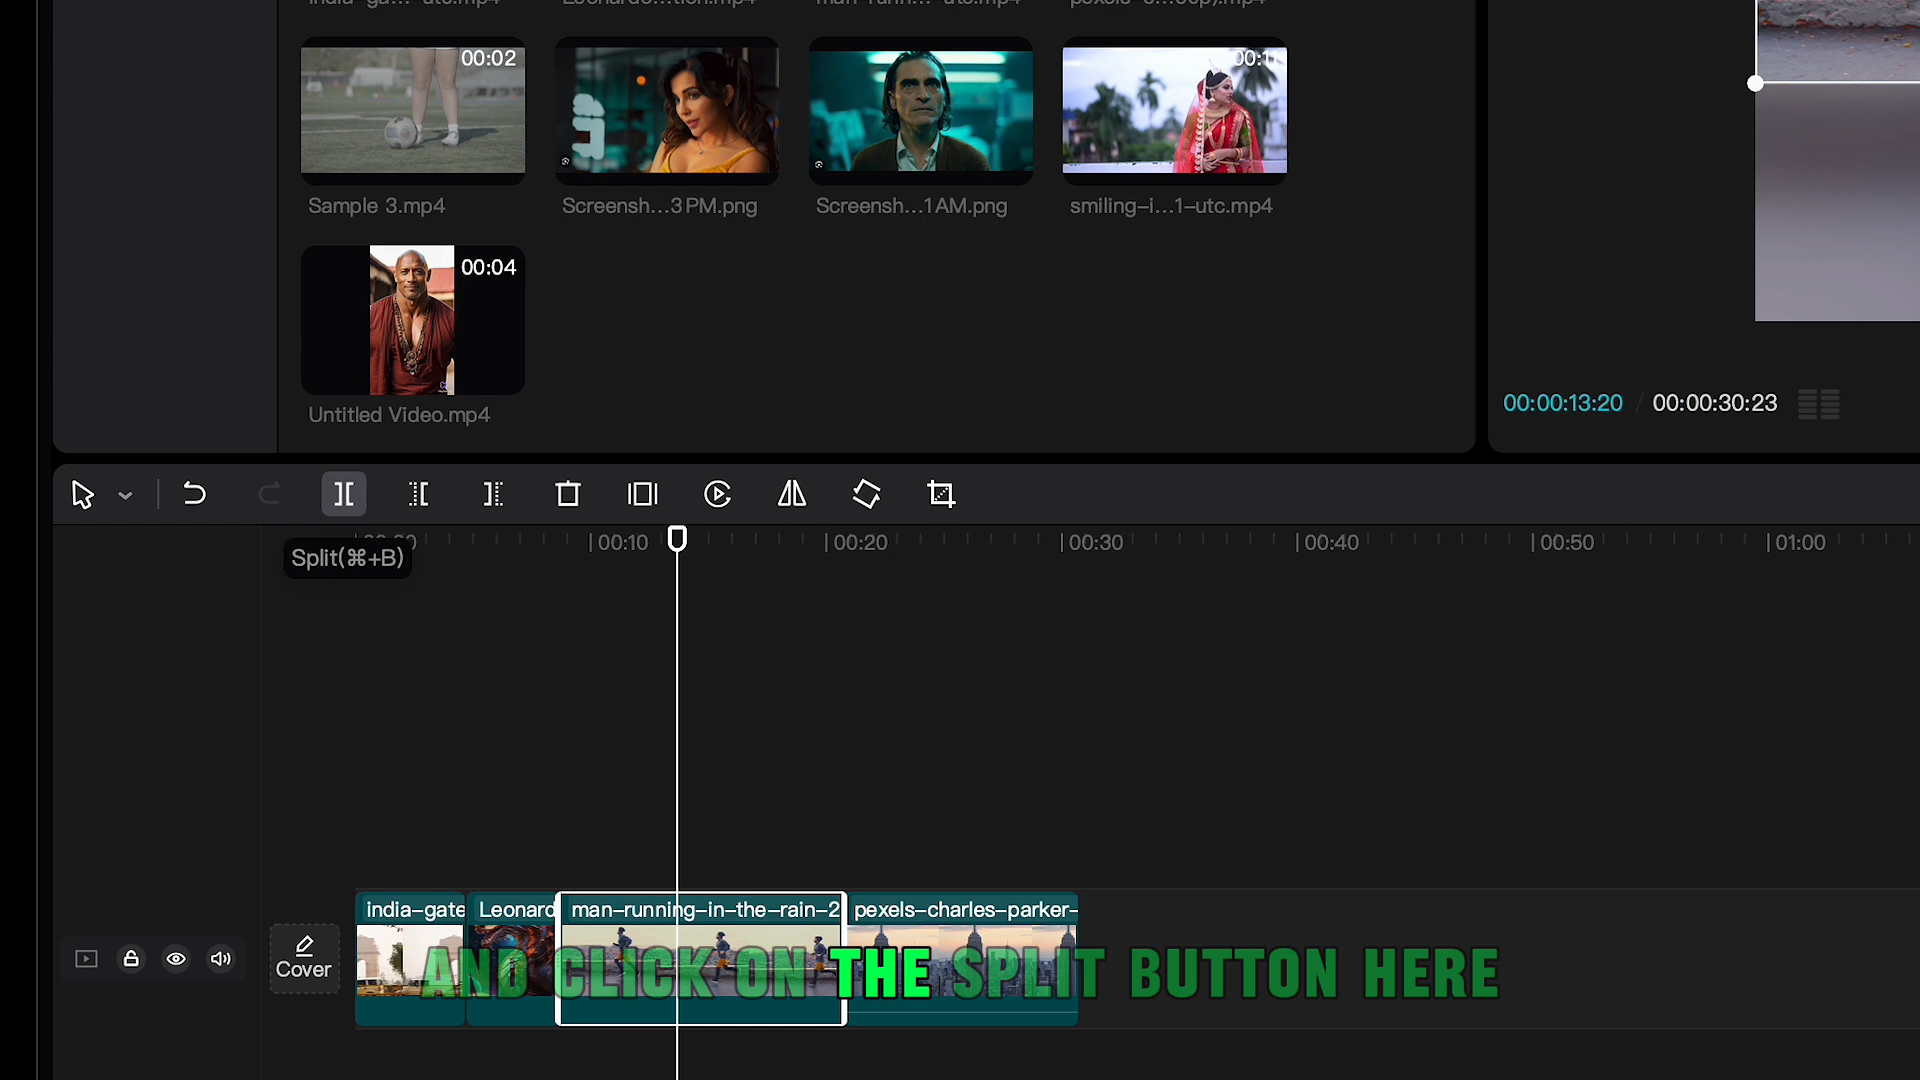 00:02
00:11
Sample 3.mp4
Screensh...3 PM.png
Screensh...1 AM.png
smiling-i...1-utc.mp4
00:04
Untitled Video.mp4
00:00:13:20 / 00:00:30:23
00:10
00:20
00:30
00:40
00:50
01:00
Split(⌘+B)
Cover
india-gate
Leonard
man-running-in-the-rain-2
pexels-charles-parker-
AND CLICK ON THE SPLIT BUTTON HERE